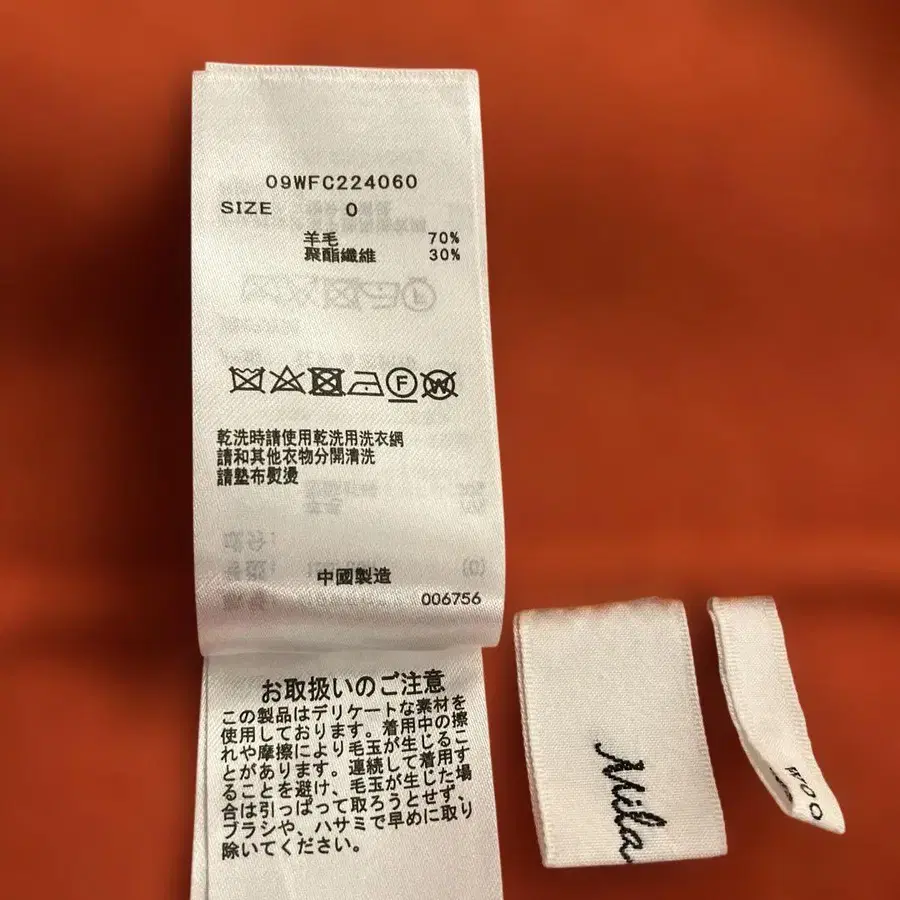 09WFC224060
SIZE 0
羊毛 70%
聚酯纖維 30%
F
W
乾洗時請使用乾洗用洗衣網
請和其他衣物分開清洗
請墊布熨燙
中國製造
006756
お取扱いのご注意
この製品はデリケートな素材を
使用しております。着用中の擦
れや摩擦により毛玉が生じるこ
とがあります。連続して着用す
ることを避け、毛玉が生じた場
合は引っぱって取ろうとせず、
ブラシや、ハサミで早めに取り
除いてください。
Mila